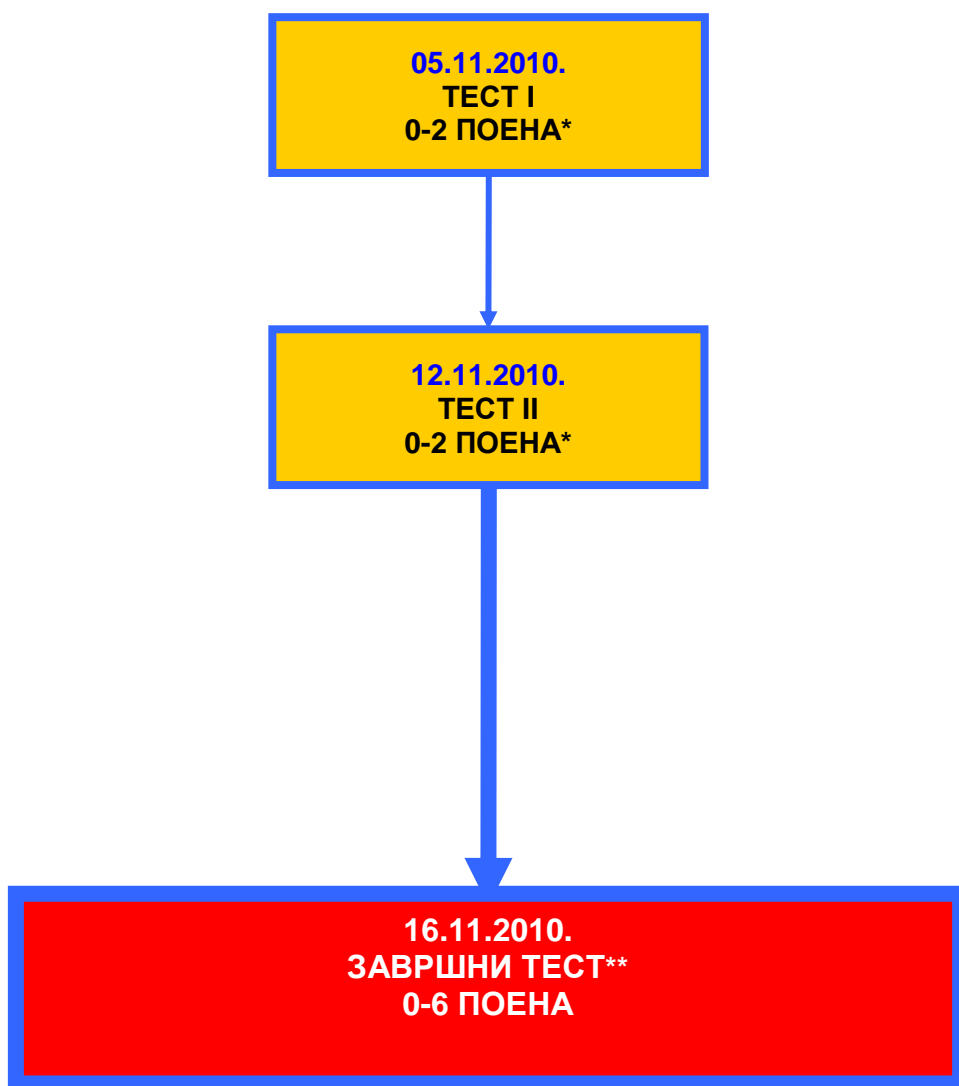 05.11.2010.
ТЕСТ I
0-2 ПОЕНА*
12.11.2010.
ТЕСТ II
0-2 ПОЕНА*
16.11.2010.
ЗАВРШНИ ТЕСТ**
0-6 ПОЕНА